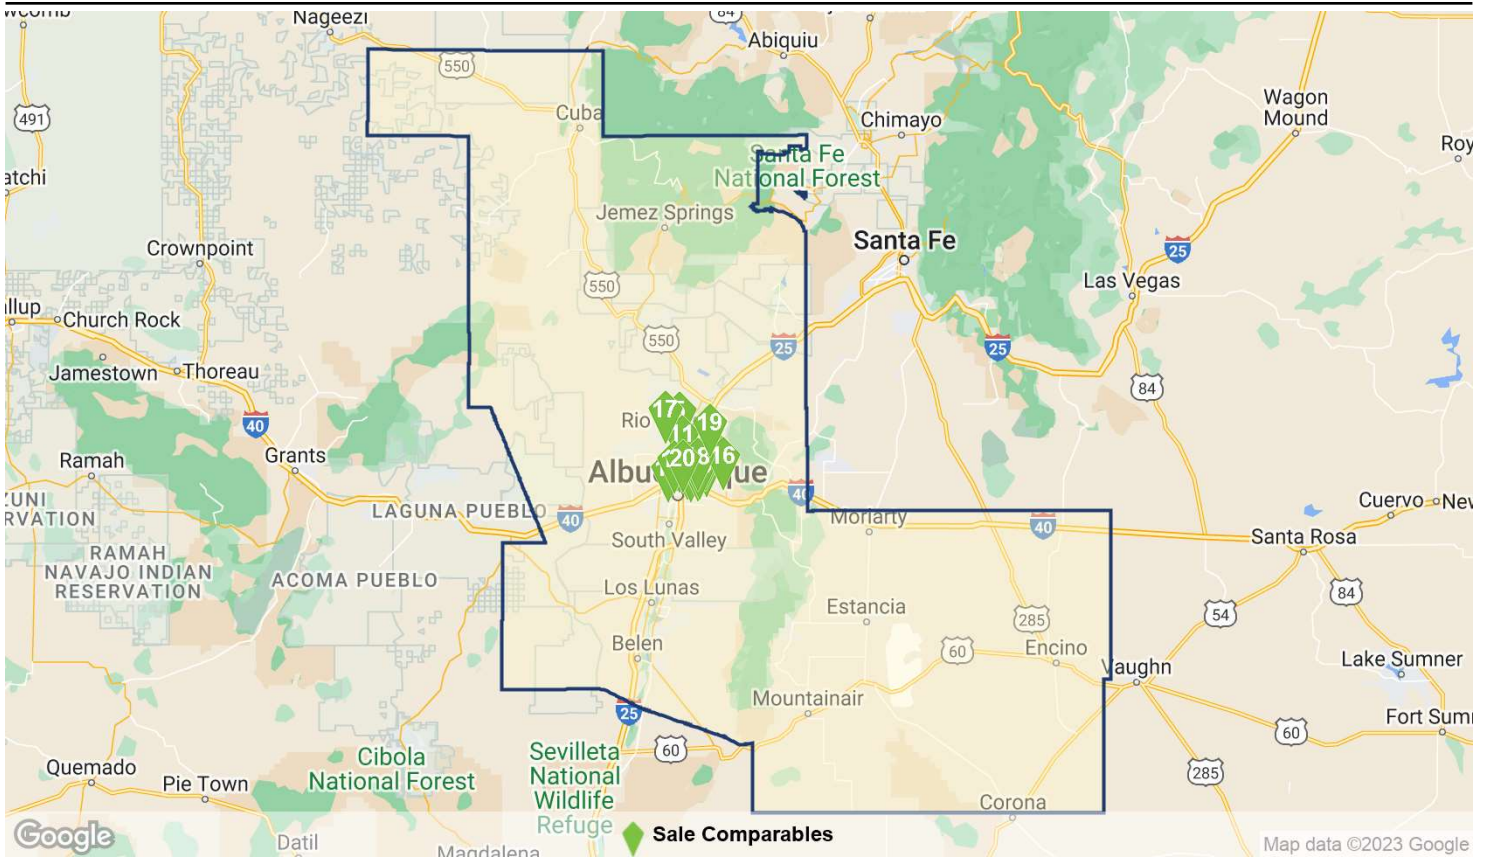 Nageezi
84
Abiquiu
550
Cuba
Chimayo
Wagon
Mound
491
Roy
Santa Fe
National Forest
Jemez Springs
Crownpoint
Santa Fe
25
Las Vegas
550
Church Rock
550
25
25
Jamestown
Thoreau
84
17
19
Rio
11
40
Grants
Ramah
20
8
16
Albu
ue
40
Cuervo
New
LAGUNA PUEBLO
40
Moriarty
40
Santa Rosa
RVATION
South Valley
RAMAH
NAVAJO INDIAN
RESERVATION
ACOMA PUEBLO
Los Lunas
Estancia
84
54
285
Belen
60
Encino
Vaughn
Lake Sumner
Mountainair
25
Fort Sum
60
60
Sevilleta
National
Wildlife
Refuge
Cibola
National Forest
Quemado
Pie Town
285
Corona
Google
Datil
Magdalena
Sale Comparables
Map data ©2023 Google